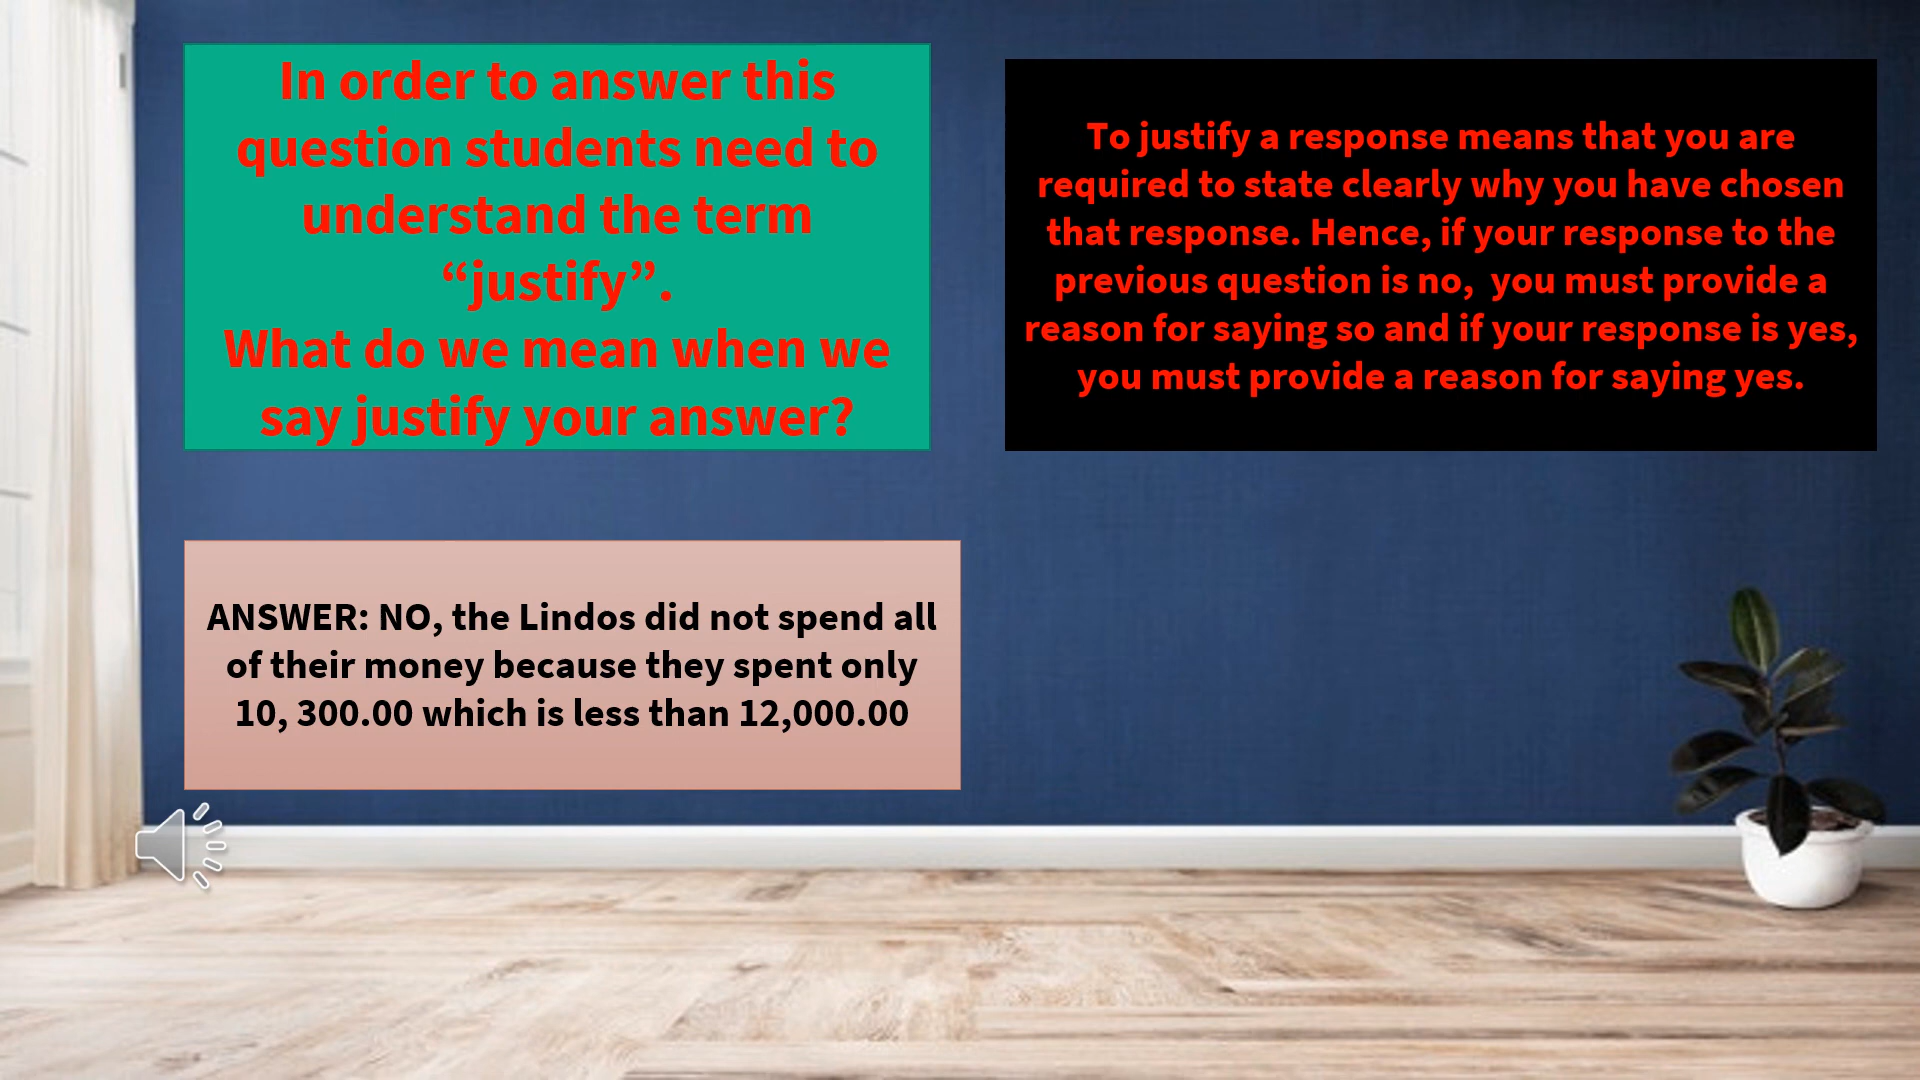 In order to answer this
question students need to
understand the term
“justify”.
What do we mean when we
say justify your answer?
To justify a response means that you are
required to state clearly why you have chosen
that response. Hence, if your response to the
previous question is no,  you must provide a
reason for saying so and if your response is yes,
you must provide a reason for saying yes.
ANSWER: NO, the Lindos did not spend all
of their money because they spent only
10, 300.00 which is less than 12,000.00